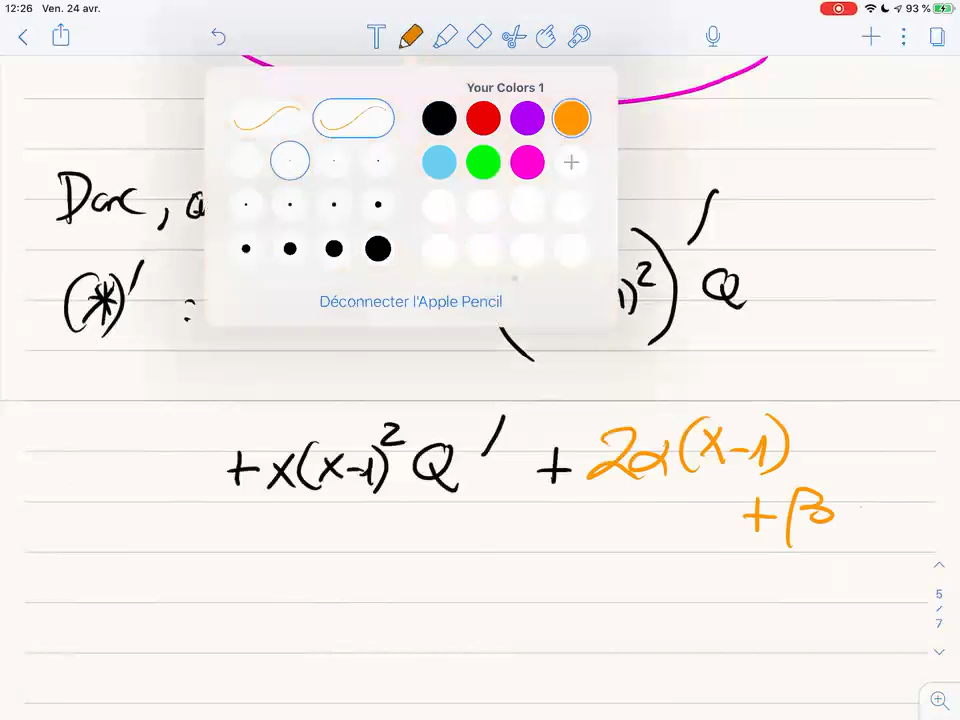 12:26 Ven. 24 avr. 93 %
Your Colors 1
Déconnecter l'Apple Pencil
Donc,
(*)' = 1)²)' Q
+ X(X-1)² Q' + 2α(X-1)
+ β
5
/
7